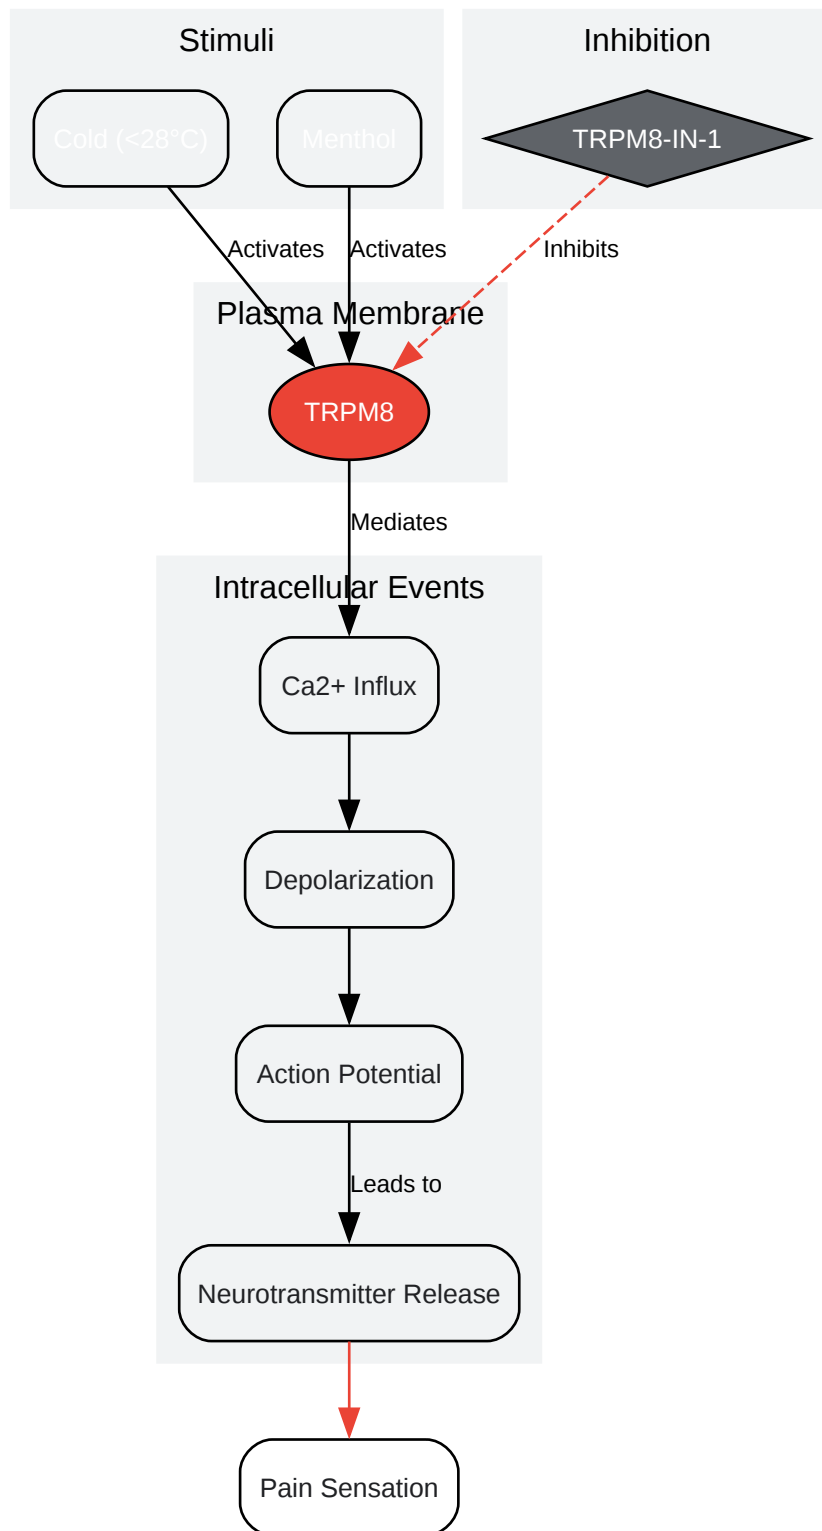 Stimuli
Inhibition
Cold (<28°C)
Menthol
TRPM8-IN-1
Activates
Activates
Inhibits
Plasma Membrane
TRPM8
Mediates
Intracellular Events
Ca2+ Influx
Depolarization
Action Potential
Leads to
Neurotransmitter Release
Pain Sensation